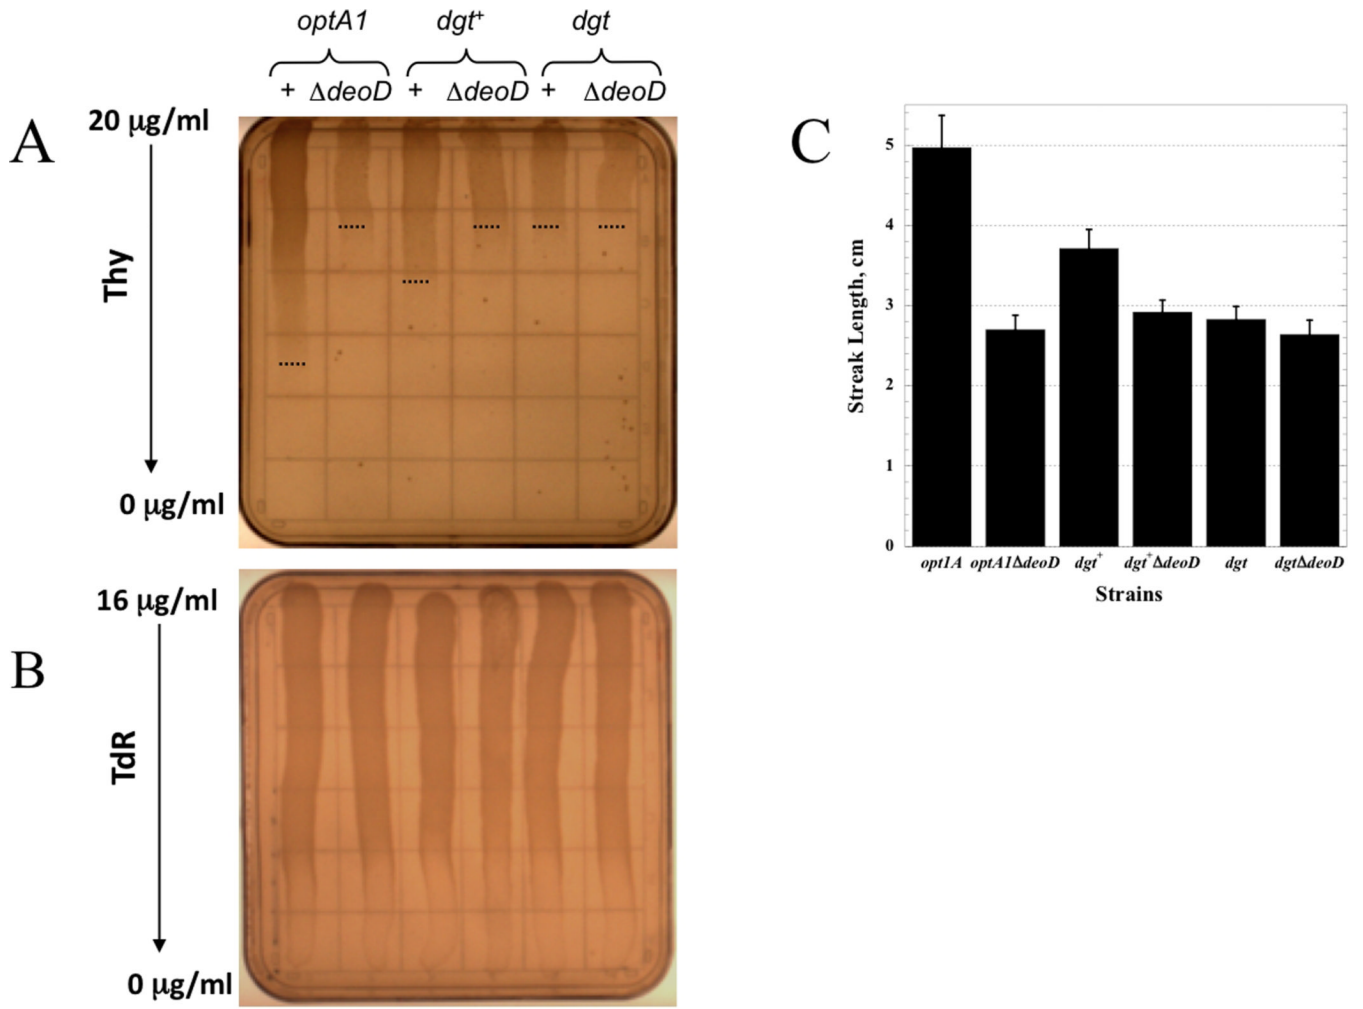 optA1 dgt+ dgt
+ ΔdeoD + ΔdeoD + ΔdeoD
A
20 μg/ml
Thy
0 μg/ml
B
16 μg/ml
TdR
0 μg/ml
C
Streak Length, cm
5
4
3
2
1
0
opt1A optA1ΔdeoD dgt+ dgt+ΔdeoD dgt dgtΔdeoD
Strains